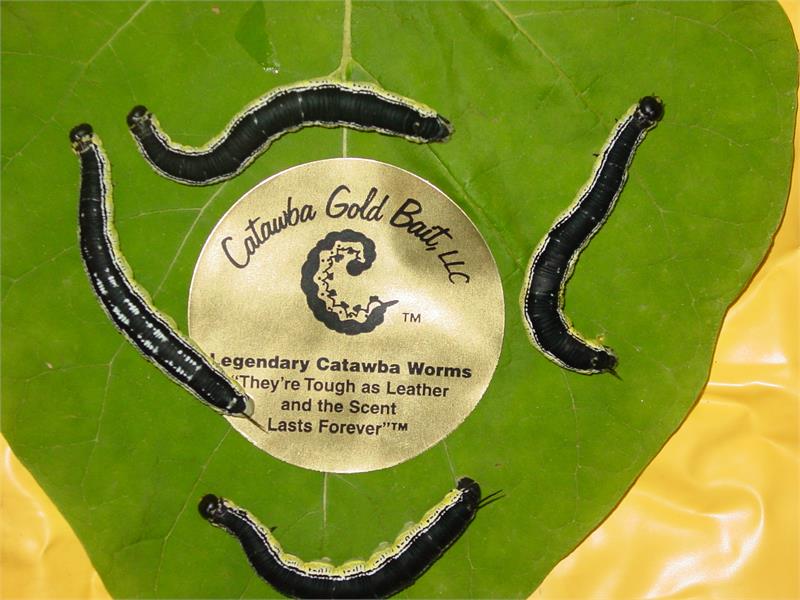 Catawba Gold Bait, LLC
C
TM
Legendary Catawba Worms
"They're Tough as Leather
and the Scent
Lasts Forever"™